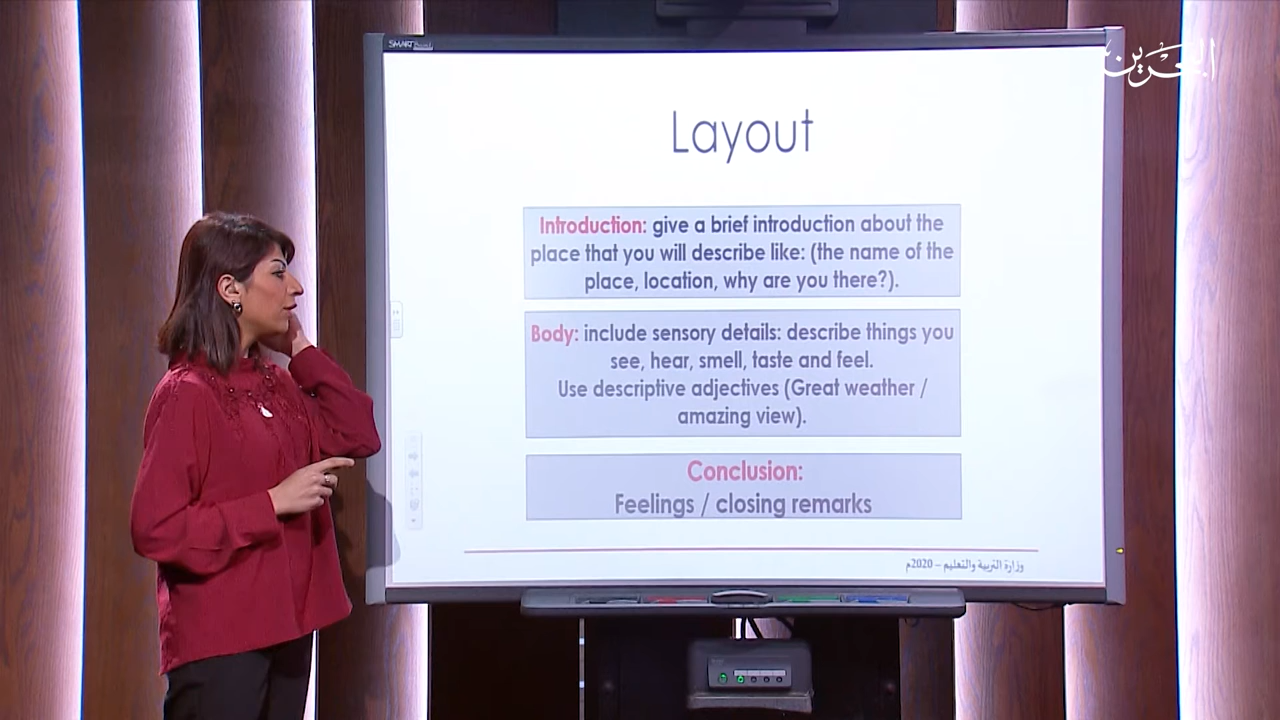 SMART Board
البحرين
Layout
Introduction: give a brief introduction about the
place that you will describe like: (the name of the
place, location, why are you there?).
Body: include sensory details: describe things you
see, hear, smell, taste and feel.
Use descriptive adjectives (Great weather /
amazing view).
Conclusion:
Feelings / closing remarks
وزارة التربية والتعليم – 2020م